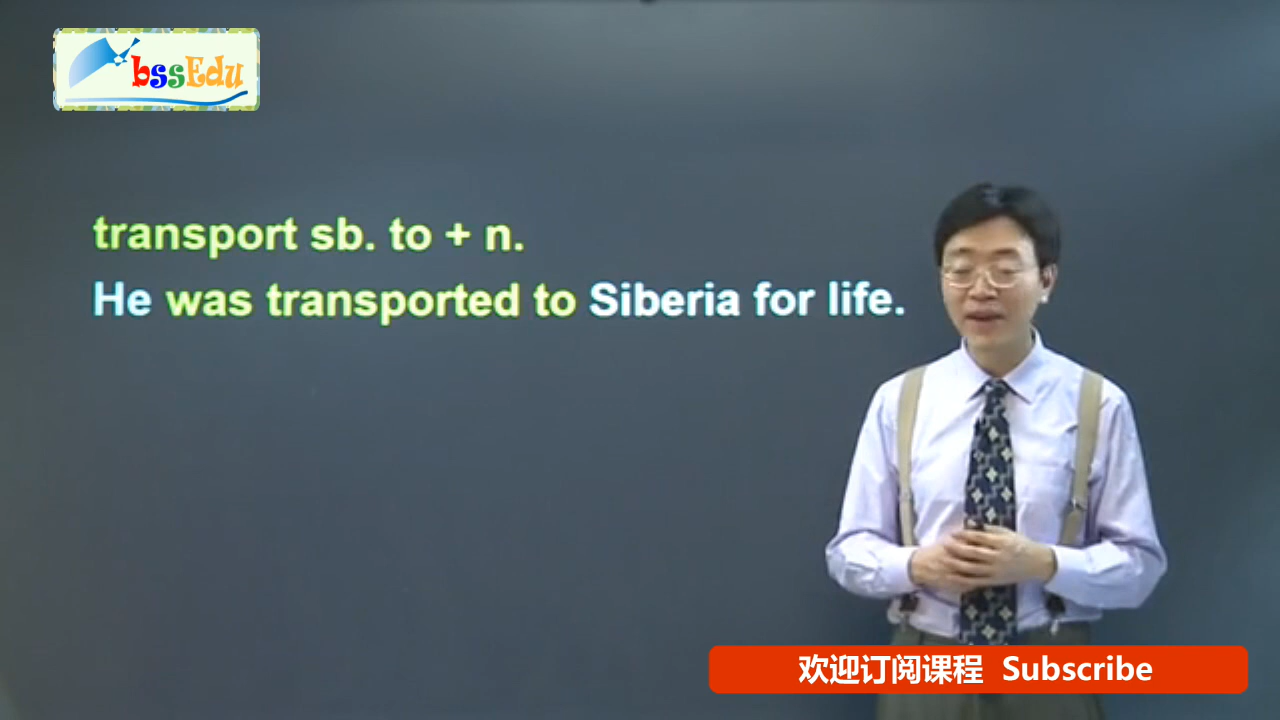 bssEdu
transport sb. to + n.
He was transported to Siberia for life.
欢迎订阅课程 Subscribe